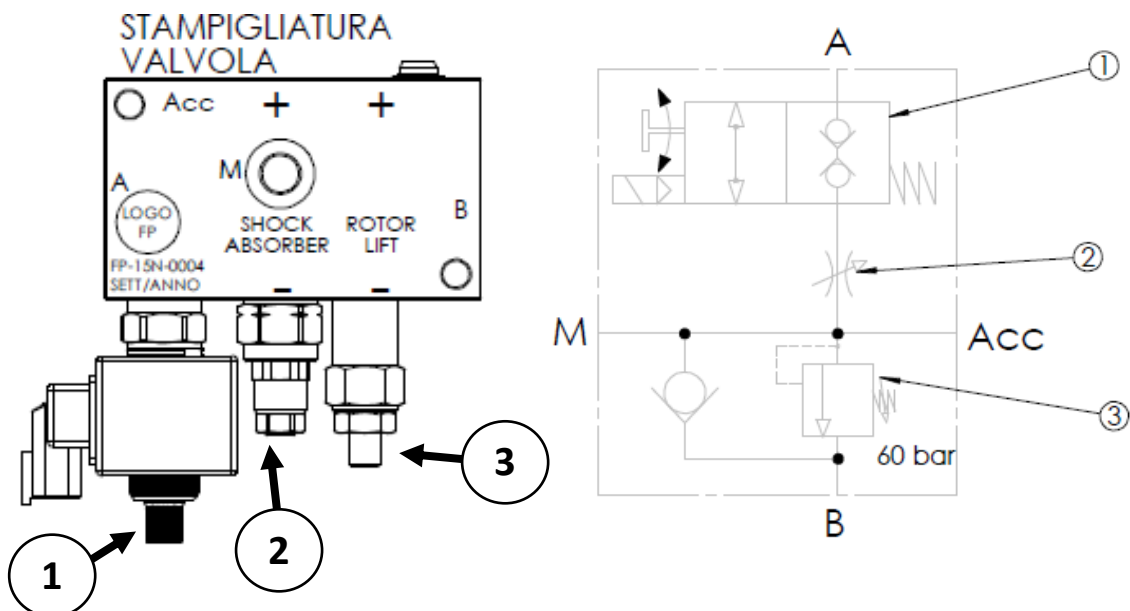 STAMPIGLIATURA
VALVOLA
Acc + +
M
A
LOGO
FP
SHOCK
ABSORBER
ROTOR
LIFT
B
FP-15N-0004
SETT/ANNO
- -
1
2
3
A
1
2
M
Acc
3
60 bar
B